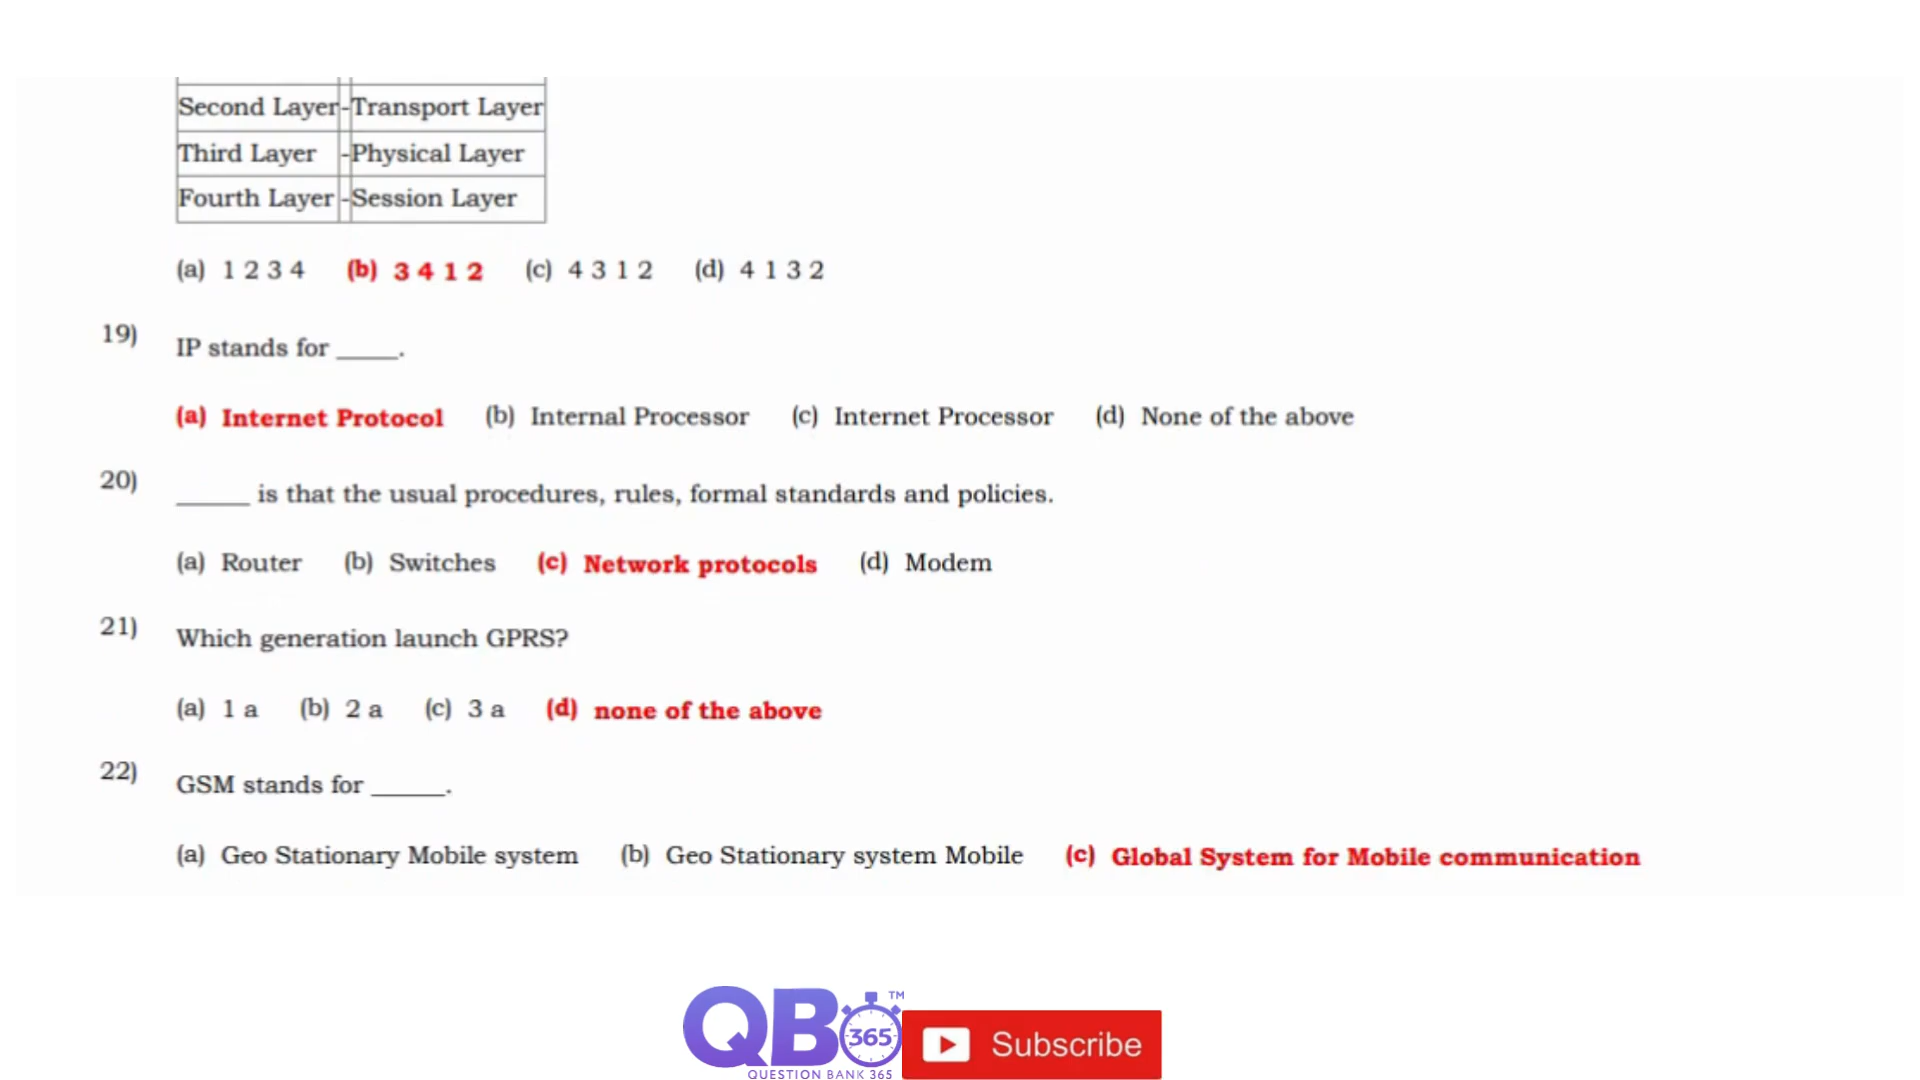 Second Layer-Transport Layer
Third Layer -Physical Layer
Fourth Layer-Session Layer
(a) 1 2 3 4 (b) 3 4 1 2 (c) 4 3 1 2 (d) 4 1 3 2
19) IP stands for _____.
(a) Internet Protocol (b) Internal Processor (c) Internet Processor (d) None of the above
20) ______ is that the usual procedures, rules, formal standards and policies.
(a) Router (b) Switches (c) Network protocols (d) Modem
21) Which generation launch GPRS?
(a) 1 a (b) 2 a (c) 3 a (d) none of the above
22) GSM stands for ______.
(a) Geo Stationary Mobile system (b) Geo Stationary system Mobile (c) Global System for Mobile communication
QB 365 TM
QUESTION BANK 365
Subscribe